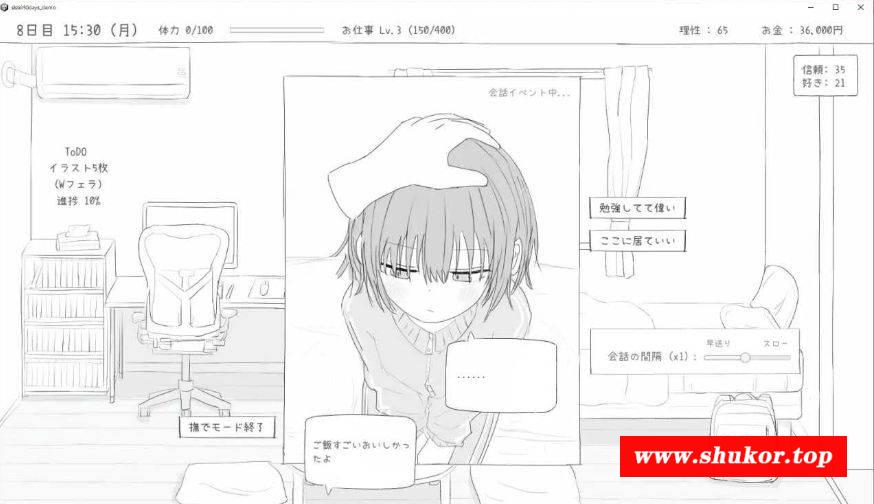 sister40days_demo
8日目 15:30 (月) 体力 0/100 お仕事 Lv.3 (150/400) 理性 : 65 お金 : 36,000円
信頼: 35
好き: 21
会話イベント中...
ToDO
イラスト5枚
(Wフェラ)
進捗 10%
勉強してて偉い
ここに居ていい
早送り スロー
会話の間隔 (x1) :
......
撫でモード終了
ご飯すごいおいしかっ
たよ
www.shukor.top